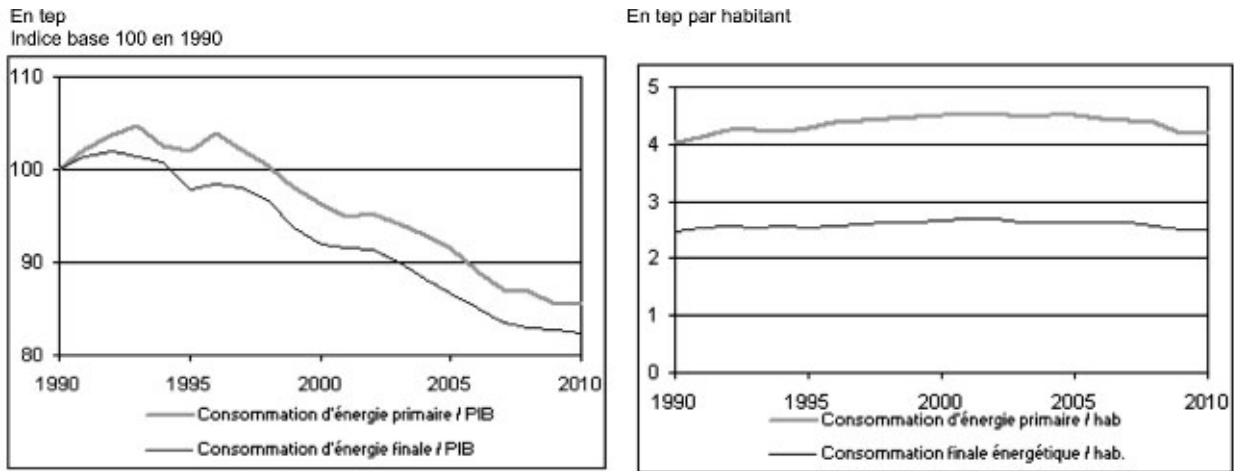 En tep
Indice base 100 en 1990
110
100
90
80
1990 1995 2000 2005 2010
Consommation d'énergie primaire / PIB
Consommation d'énergie finale / PIB
En tep par habitant
5
4
3
2
1
0
1990 1995 2000 2005 2010
Consommation d'énergie primaire / hab
Consommation finale énergétique / hab.